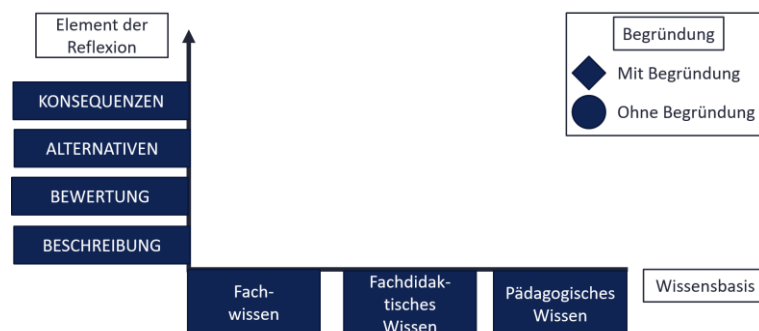 Element der
Reflexion
Begründung
Mit Begründung
Ohne Begründung
KONSEQUENZEN
ALTERNATIVEN
BEWERTUNG
BESCHREIBUNG
Fach-
wissen
Fachdidak-
tisches
Wissen
Pädagogisches
Wissen
Wissensbasis